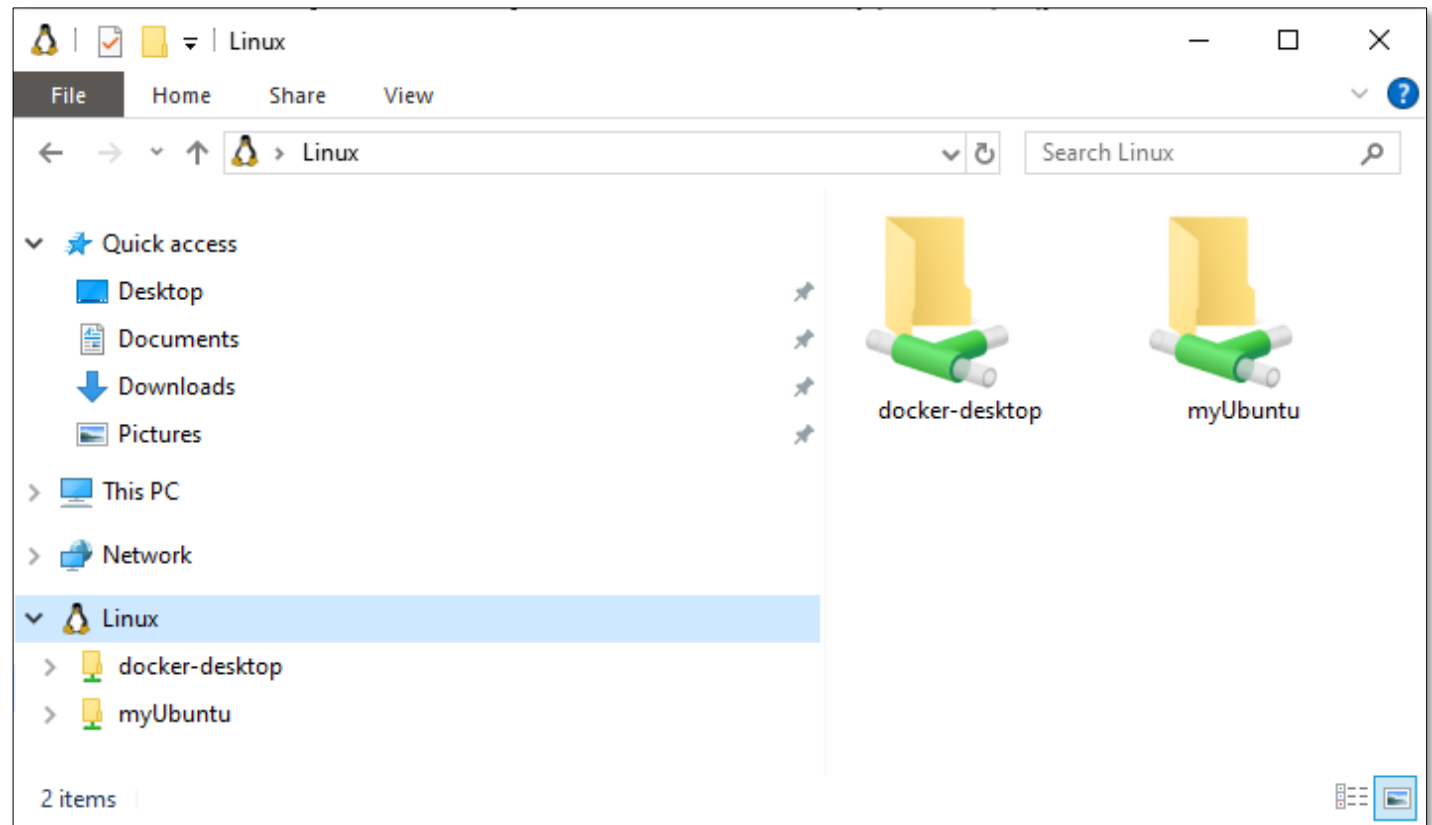 Linux
File Home Share View
Linux Search Linux
Quick access
Desktop
Documents
Downloads
Pictures
This PC
Network
Linux
docker-desktop
myUbuntu
docker-desktop myUbuntu
2 items